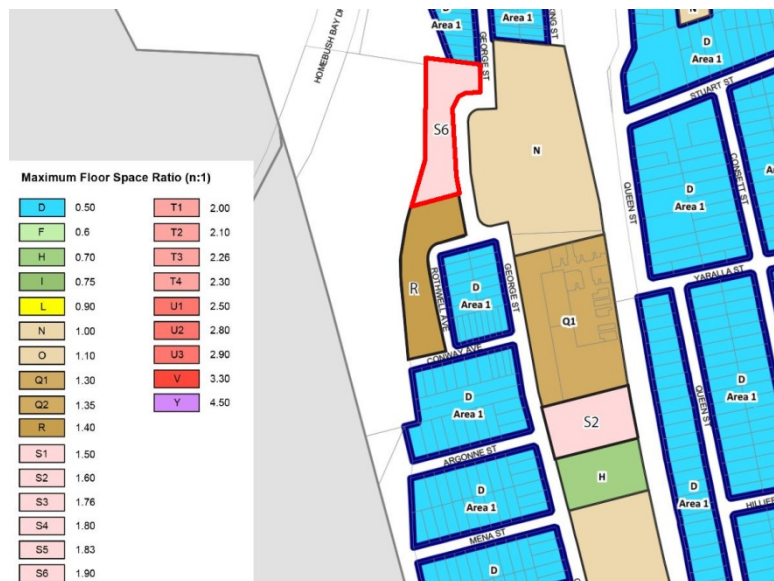 HOMEBUSH BAY DR
GEORGE ST
D
Area 1
N
D
Area 1
STUART ST
S6
N
D
Area 1
QUEEN ST
CONSETT ST
YARALLA ST
R
ROTHWELL AVE
D
Area 1
GEORGE ST
Q1
D
Area 1
CONWAY AVE
D
Area 1
S2
QUEEN ST
D
Area 1
ARGONNE ST
H
D
Area 1
D
Area 1
MENA ST
D
Maximum Floor Space Ratio (n:1)
D 0.50
F 0.6
H 0.70
I 0.75
L 0.90
N 1.00
O 1.10
Q1 1.30
Q2 1.35
R 1.40
S1 1.50
S2 1.60
S3 1.76
S4 1.80
S5 1.83
S6 1.90
T1 2.00
T2 2.10
T3 2.26
T4 2.30
U1 2.50
U2 2.80
U3 2.90
V 3.30
Y 4.50